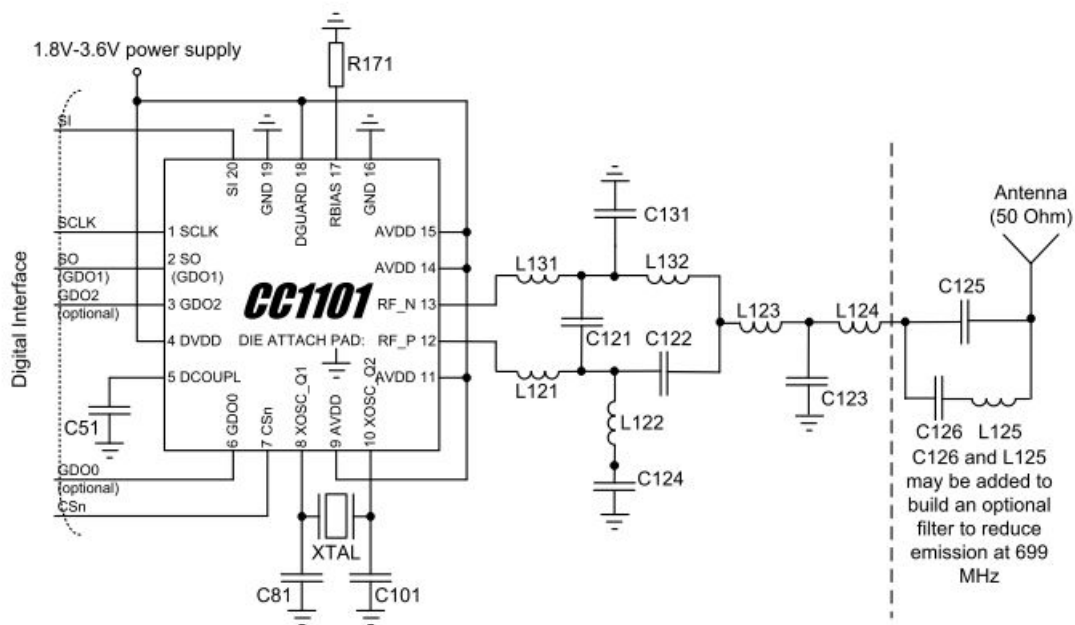 1.8V-3.6V power supply
R171
SI
SI 20
GND 19
DGUARD 18
RBIAS 17
GND 16
Antenna
(50 Ohm)
C131
SCLK
1 SCLK
AVDD 15
SO
(GDO1)
2 SO
(GDO1)
AVDD 14
L131
L132
C125
GDO2
(optional)
3 GDO2
CC1101
RF_N 13
L123
L124
C121
C122
Digital Interface
4 DVDD
DIE ATTACH PAD:
RF_P 12
5 DCOUPL
AVDD 11
L121
C123
C51
6 GDO0
7 CSn
8 XOSC_Q1
9 AVDD
10 XOSC_Q2
L122
C126
L125
GDO0
(optional)
C124
CSn
XTAL
C81
C101
C126 and L125
may be added to
build an optional
filter to reduce
emission at 699
MHz